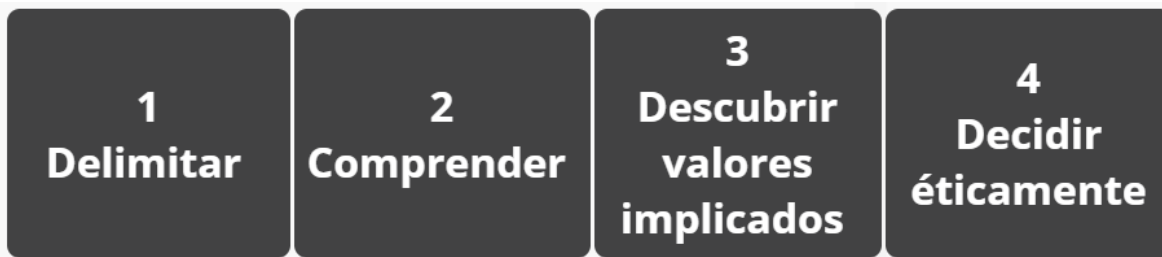 1
Delimitar
2
Comprender
3
Descubrir
valores
implicados
4
Decidir
éticamente